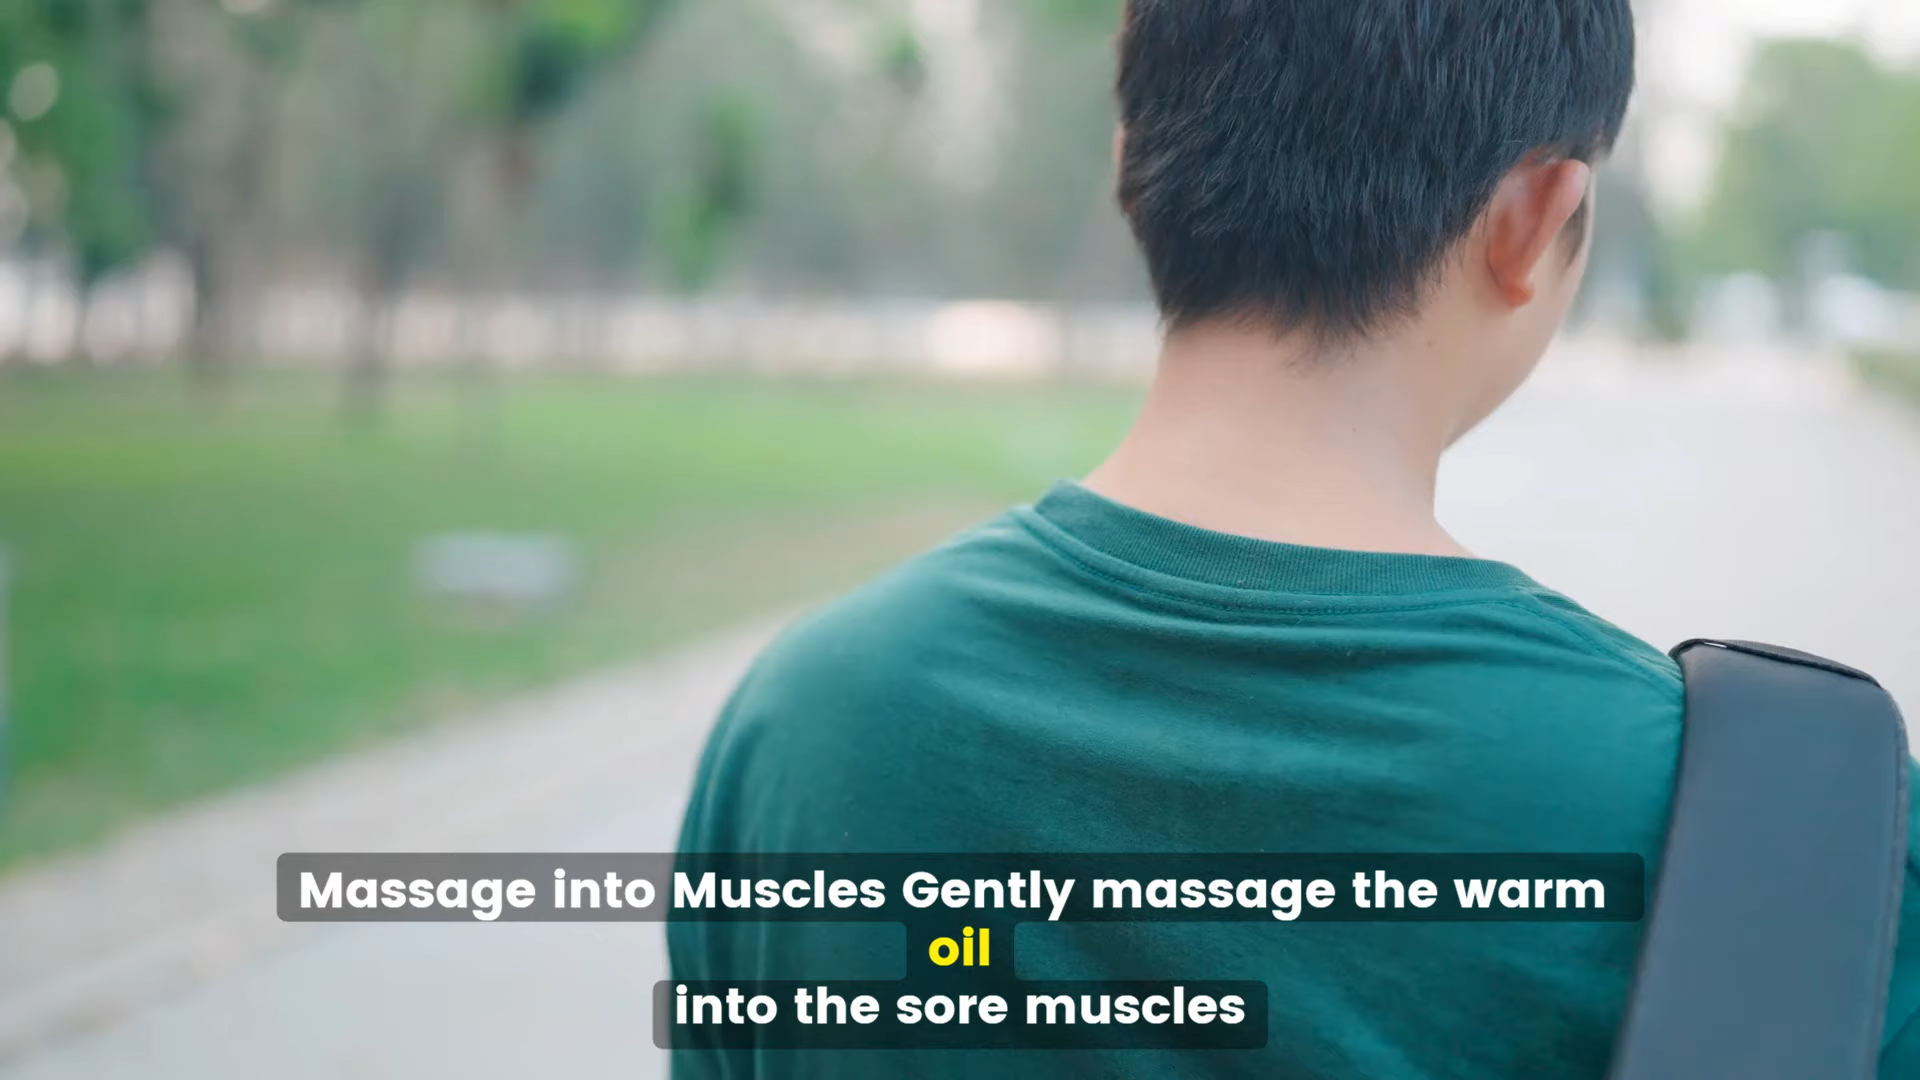 Massage into Muscles Gently massage the warm
oil
into the sore muscles